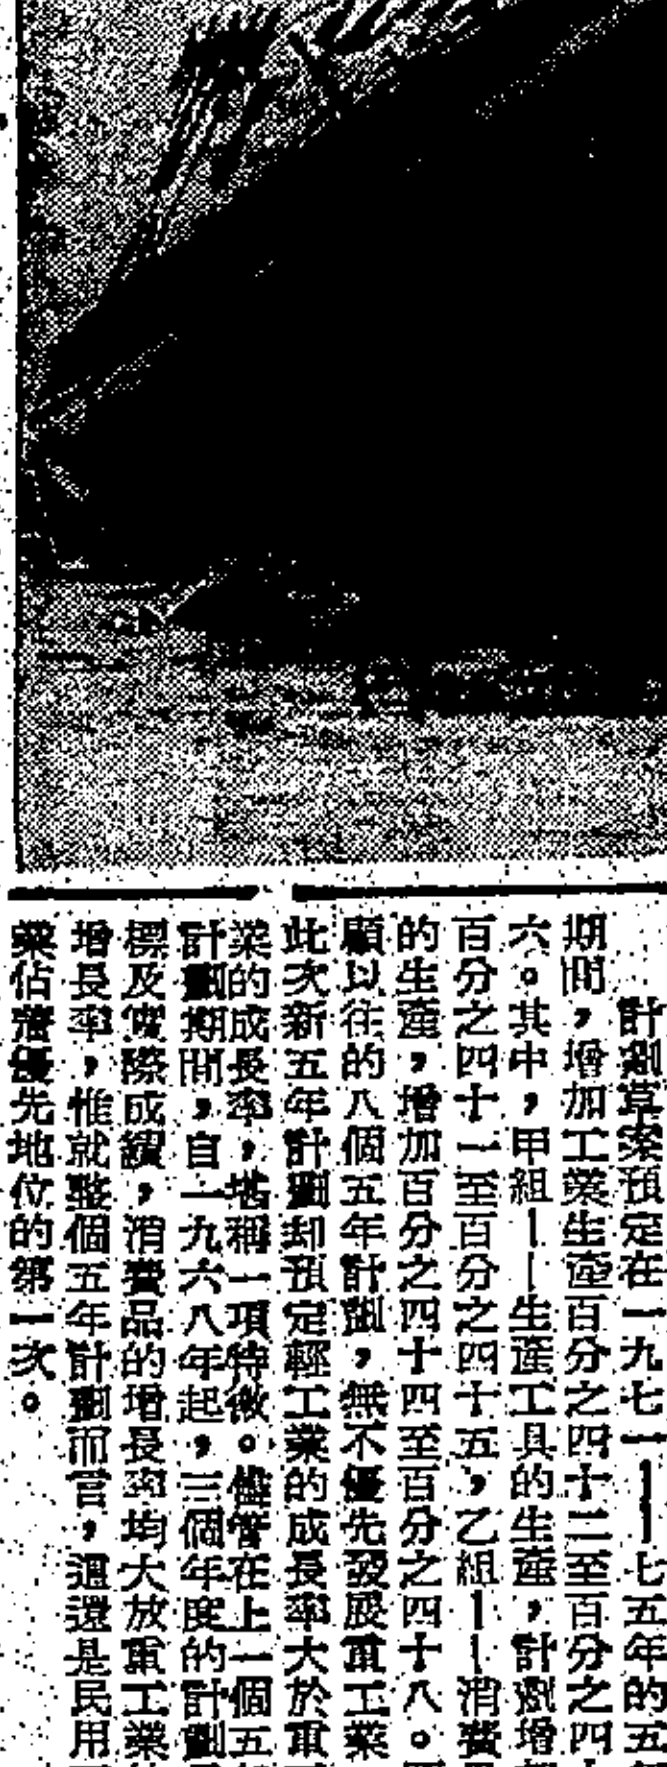 計劃草案預定在一九七一——七五年的五年
期間，增加工業生產百分之四十二至百分之四十
六。其中，甲組——生產工具的生產，計劃增
百分之四十一至百分之四十五，乙組——消費
的生產，增加百分之四十四至百分之四十八。
顧以往的八個五年計劃，無不優先發展重工業
此次新五年計劃却預定輕工業的成長率大於重
業的成長率，堪稱一項特徵。儘管在上一個五
計劃期間，自一九六八年起，三個年度的計劃
標及實際成績，消費品的增長率均大於重工業
增長率，惟就整個五年計劃而言，這還是民用
業佔著優先地位的第一次。